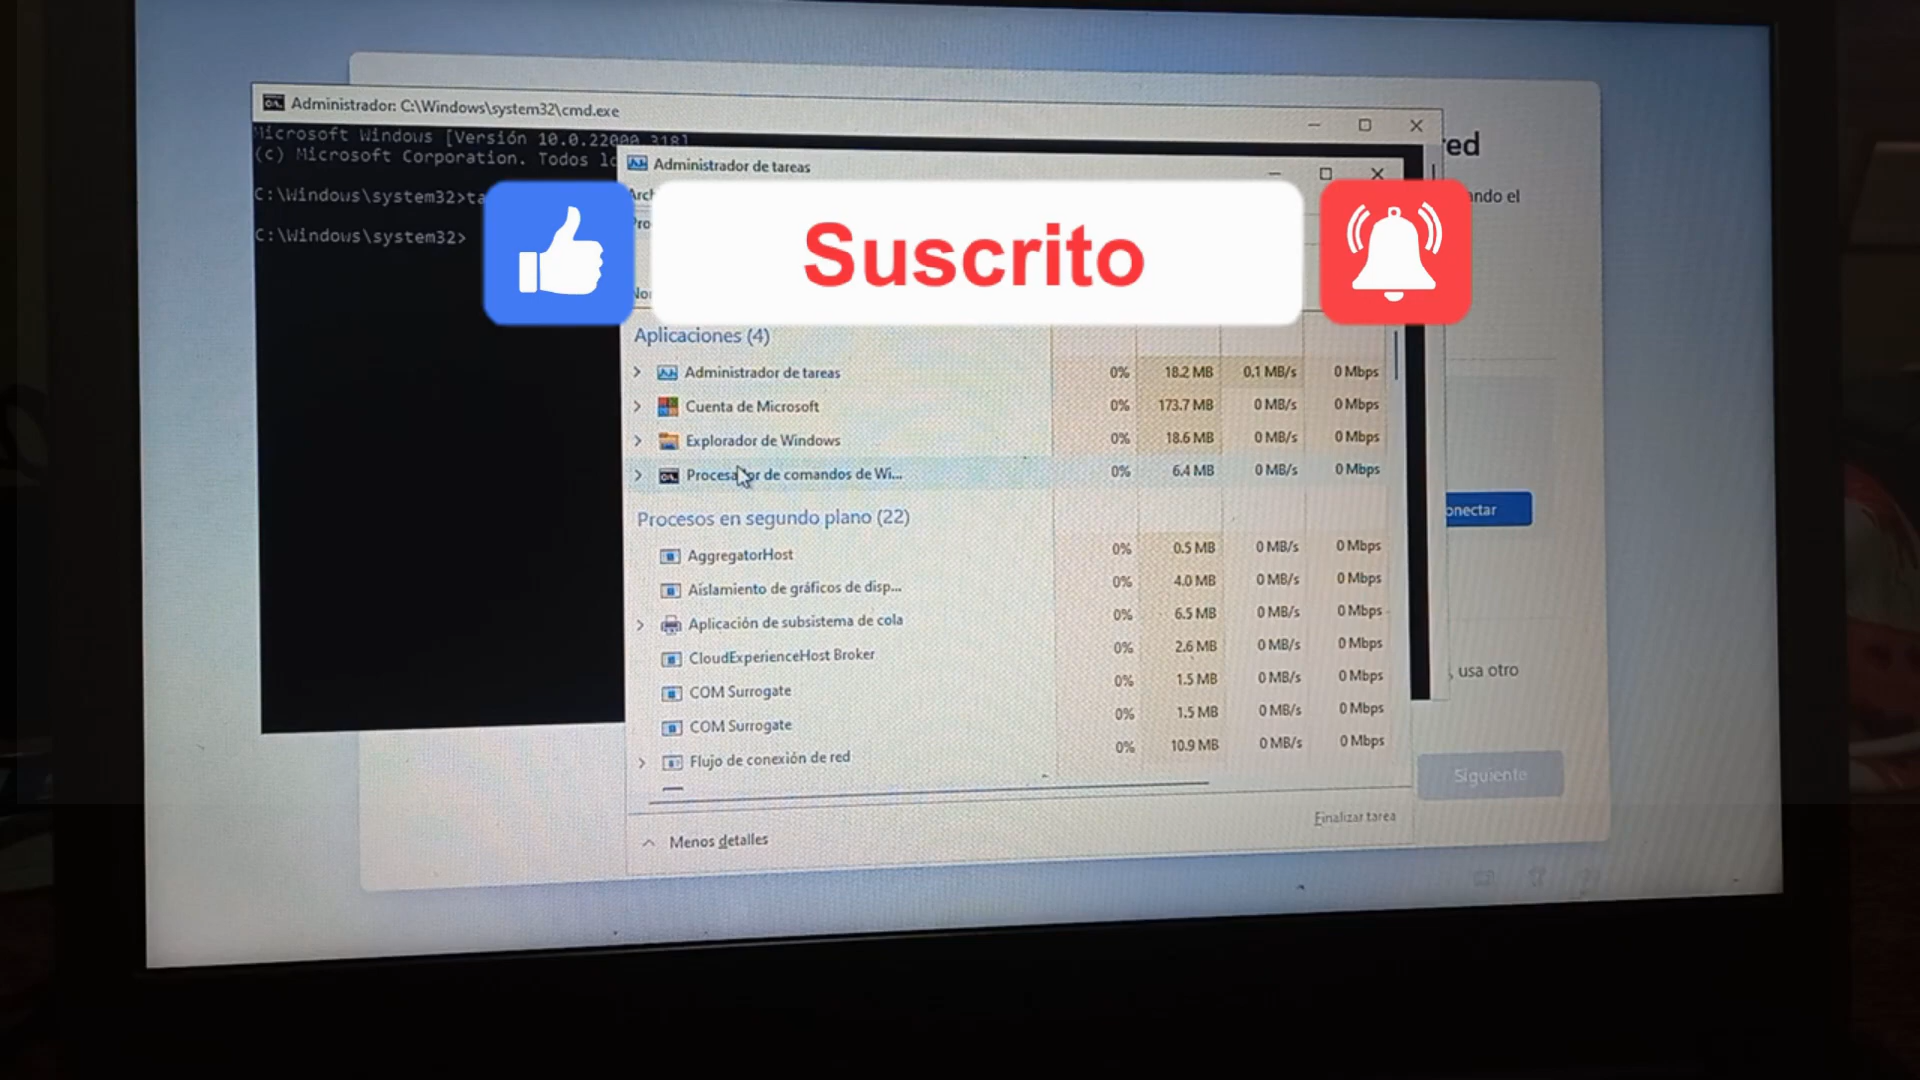 Administrador: C:\Windows\system32\cmd.exe
Microsoft Windows [Versión 10.0.22000.318]
(c) Microsoft Corporation. Todos lo
C:\Windows\system32>ta
C:\Windows\system32>
Administrador de tareas
Arch
Pro
Suscrito
No
Aplicaciones (4)
Administrador de tareas 0% 18.2 MB 0.1 MB/s 0 Mbps
Cuenta de Microsoft 0% 173.7 MB 0 MB/s 0 Mbps
Explorador de Windows 0% 18.6 MB 0 MB/s 0 Mbps
Procesador de comandos de Wi... 0% 6.4 MB 0 MB/s 0 Mbps
Procesos en segundo plano (22)
AggregatorHost 0% 0.5 MB 0 MB/s 0 Mbps
Aislamiento de gráficos de disp... 0% 4.0 MB 0 MB/s 0 Mbps
Aplicación de subsistema de cola 0% 6.5 MB 0 MB/s 0 Mbps
CloudExperienceHost Broker 0% 2.6 MB 0 MB/s 0 Mbps
COM Surrogate 0% 1.5 MB 0 MB/s 0 Mbps
COM Surrogate 0% 1.5 MB 0 MB/s 0 Mbps
Flujo de conexión de red 0% 10.9 MB 0 MB/s 0 Mbps
Menos detalles
Finalizar tarea
red
ando el
onectar
, usa otro
Siguiente